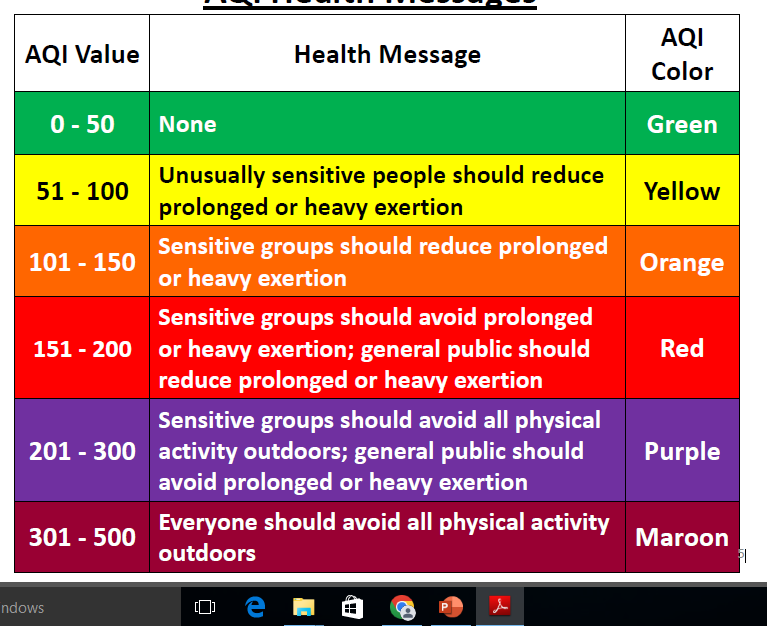 AQI Health Messages
AQI Value
Health Message
AQI
Color
0 - 50
None
Green
51 - 100
Unusually sensitive people should reduce
prolonged or heavy exertion
Yellow
101 - 150
Sensitive groups should reduce prolonged
or heavy exertion
Orange
151 - 200
Sensitive groups should avoid prolonged
or heavy exertion; general public should
reduce prolonged or heavy exertion
Red
201 - 300
Sensitive groups should avoid all physical
activity outdoors; general public should
avoid prolonged or heavy exertion
Purple
301 - 500
Everyone should avoid all physical activity
outdoors
Maroon
5
ndows